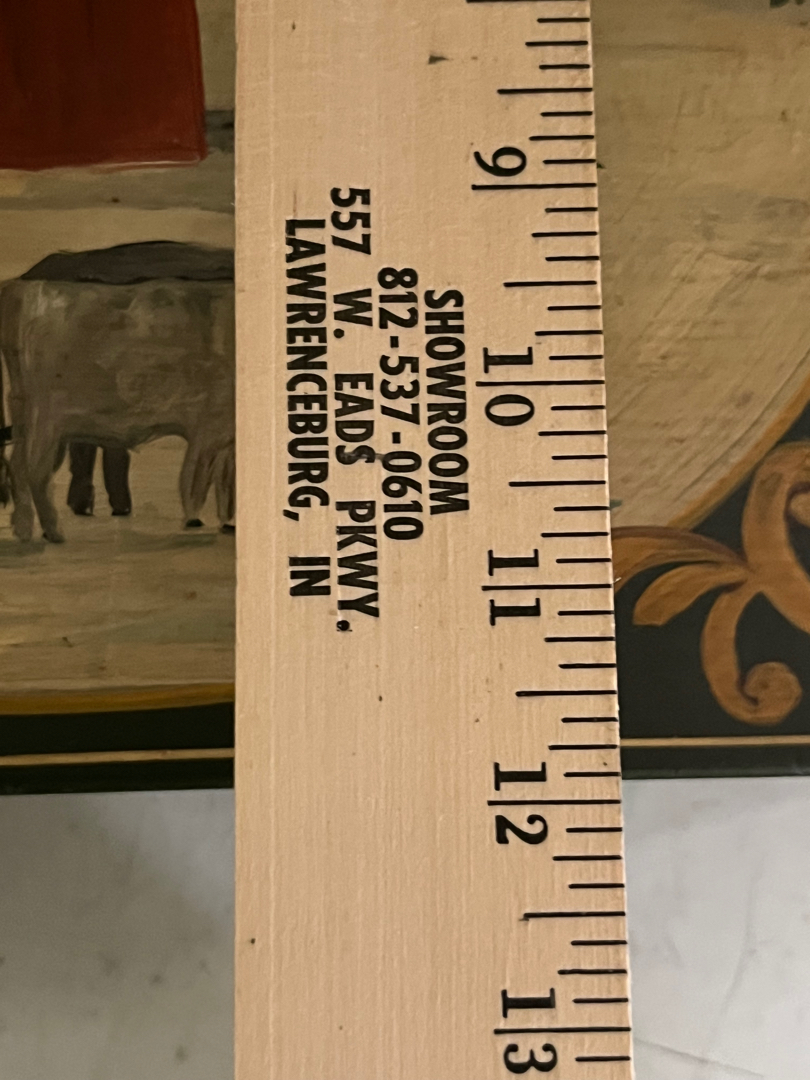 SHOWROOM
812-537-0610
557 W. EADS PKWY.
LAWRENCEBURG, IN
9
10
11
12
13